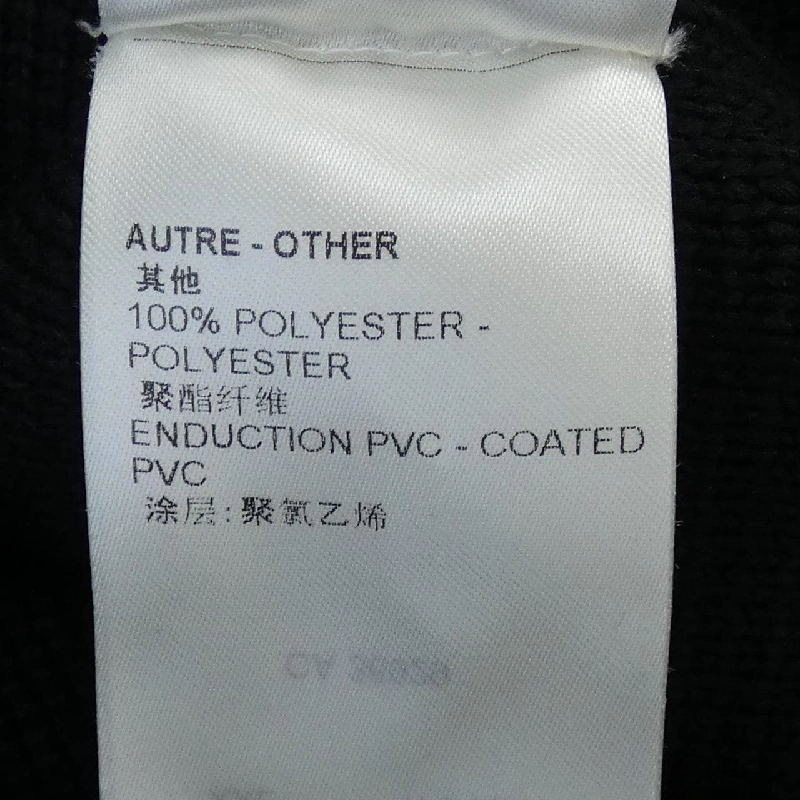 AUTRE - OTHER
其他
100% POLYESTER -
POLYESTER
聚酯纤维
ENDUCTION PVC - COATED
PVC
涂层:聚氯乙烯